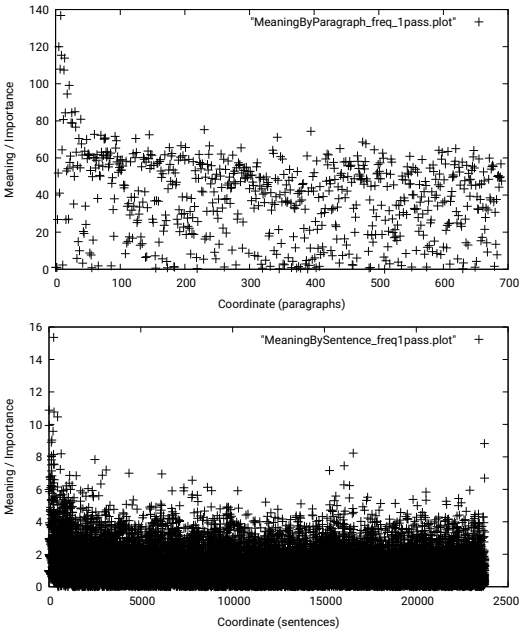 140
"MeaningByParagraph_freq_1pass.plot"
120
100
80
60
40
20
0
Meaning / Importance
0 100 200 300 400 500 600 700
Coordinate (paragraphs)
16
"MeaningBySentence_freq1pass.plot"
14
12
10
8
6
4
2
0
Meaning / Importance
0 5000 10000 15000 20000 25000
Coordinate (sentences)